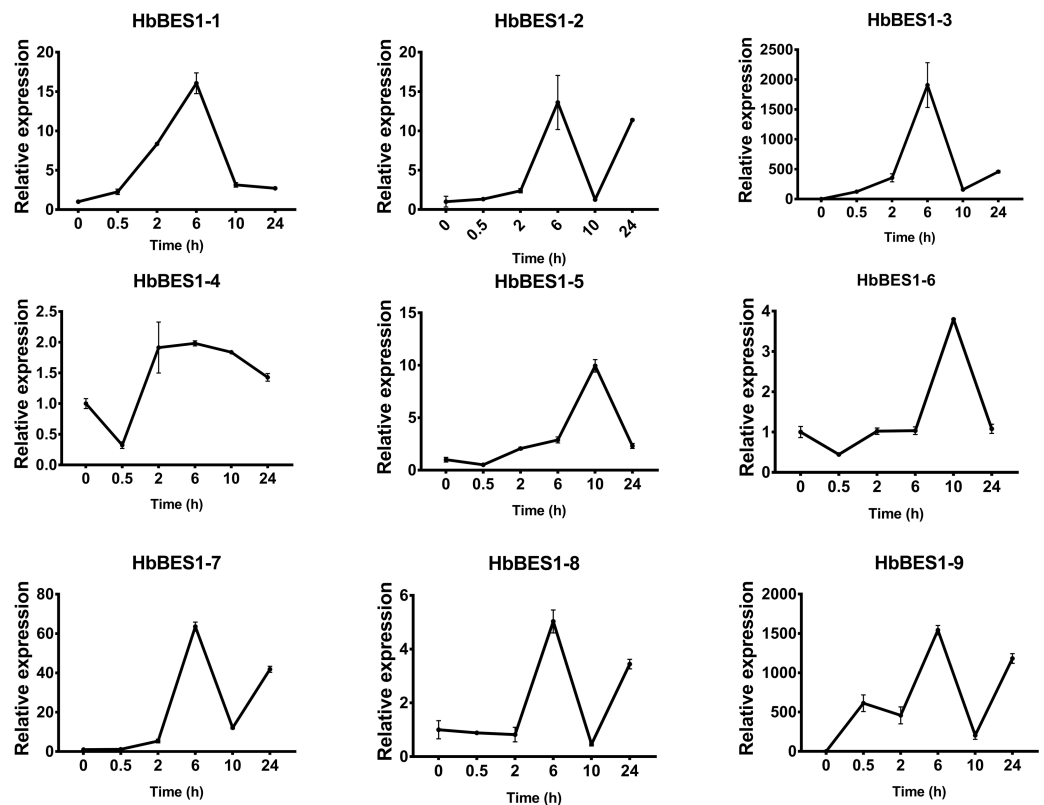 HbBES1-1
Relative expression
20
15
10
5
0
0 0.5 2 6 10 24
Time (h)
HbBES1-2
Relative expression
20
15
10
5
0
0 0.5 2 6 10 24
Time (h)
HbBES1-3
Relative expression
2500
2000
1500
1000
500
0
0 0.5 2 6 10 24
Time (h)
HbBES1-4
Relative expression
2.5
2.0
1.5
1.0
0.5
0.0
0 0.5 2 6 10 24
Time (h)
HbBES1-5
Relative expression
15
10
5
0
0 0.5 2 6 10 24
Time (h)
HbBES1-6
Relative expression
4
3
2
1
0
0 0.5 2 6 10 24
Time (h)
HbBES1-7
Relative expression
80
60
40
20
0
0 0.5 2 6 10 24
Time (h)
HbBES1-8
Relative expression
6
4
2
0
0 0.5 2 6 10 24
Time (h)
HbBES1-9
Relative expression
2000
1500
1000
500
0
0 0.5 2 6 10 24
Time (h)